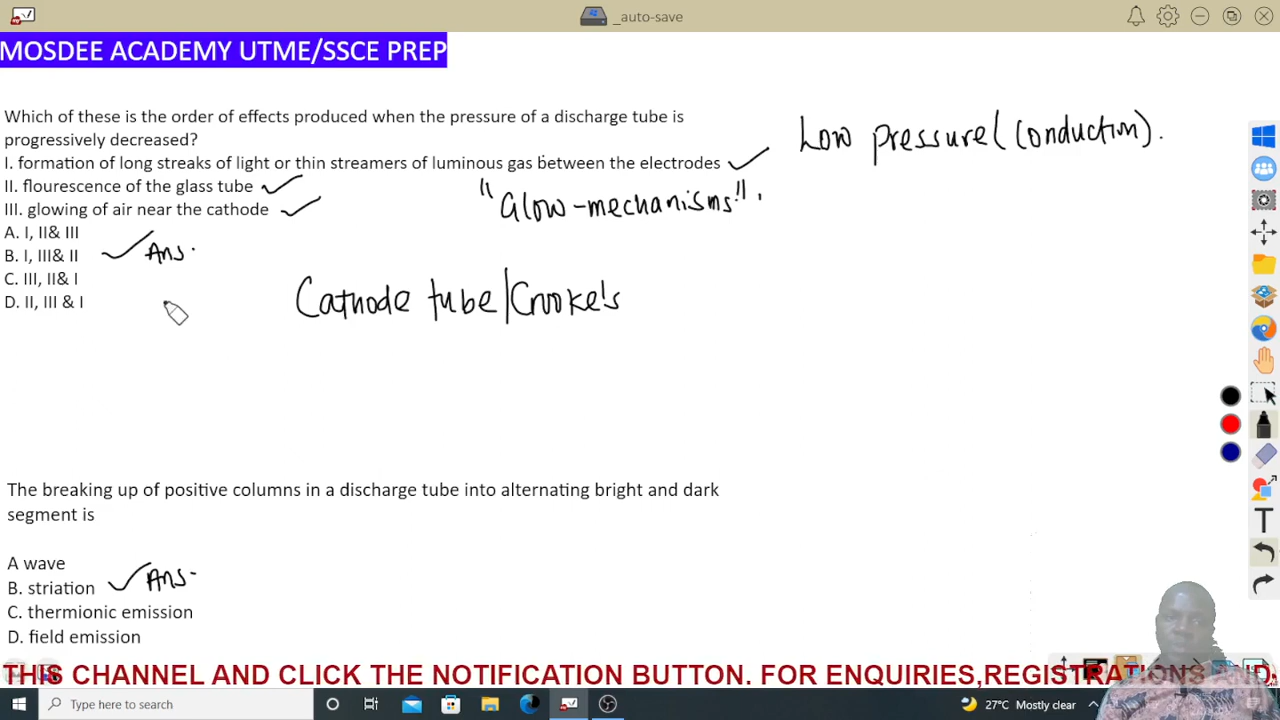 _auto-save
MOSDEE ACADEMY UTME/SSCE PREP
Which of these is the order of effects produced when the pressure of a discharge tube is
progressively decreased?
I. formation of long streaks of light or thin streamers of luminous gas between the electrodes
II. flourescence of the glass tube
III. glowing of air near the cathode
A. I, II& III
B. I, III& II
C. III, II& I
D. II, III & I
Low pressure (Conduction).
"Glow-mechanisms".
Ans.
Cathode tube/Crooke's
The breaking up of positive columns in a discharge tube into alternating bright and dark
segment is
A wave
B. striation
Ans-
C. thermionic emission
D. field emission
THIS CHANNEL AND CLICK THE NOTIFICATION BUTTON. FOR ENQUIRIES,REGISTRATIONS AND
Type here to search
27°C Mostly clear